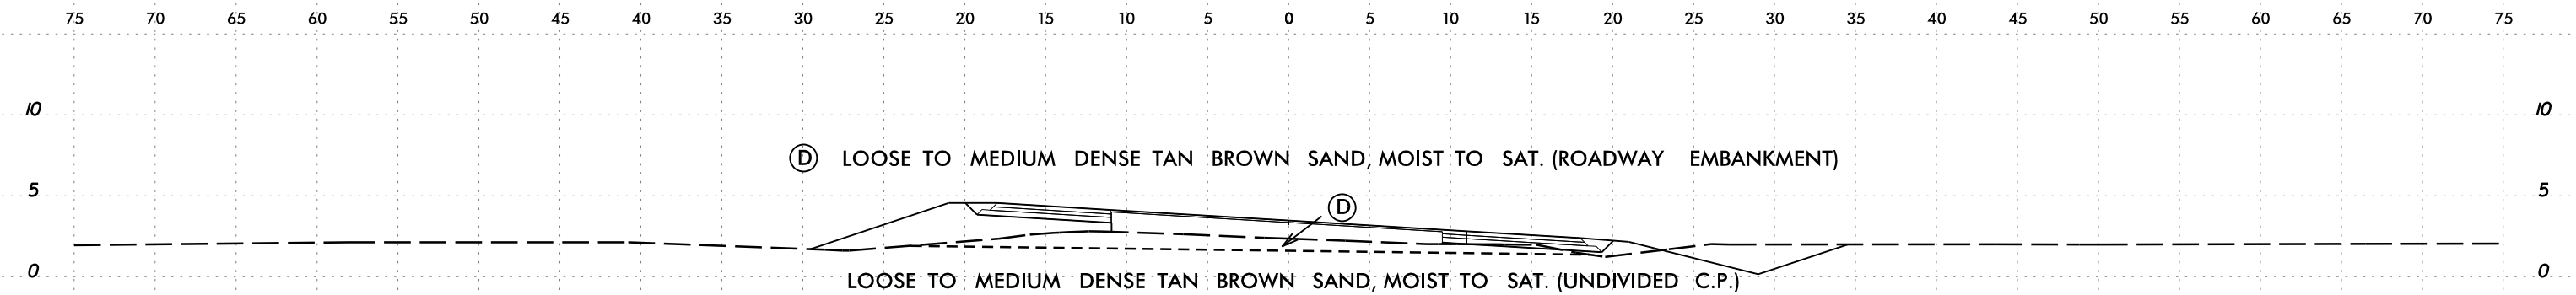 75 70 65 60 55 50 45 40 35 30 25 20 15 10 5 0 5 10 15 20 25 30 35 40 45 50 55 60 65 70 75
10 10
D LOOSE TO MEDIUM DENSE TAN BROWN SAND, MOIST TO SAT. (ROADWAY EMBANKMENT)
5 5
D
0 0
LOOSE TO MEDIUM DENSE TAN BROWN SAND, MOIST TO SAT. (UNDIVIDED C.P.)